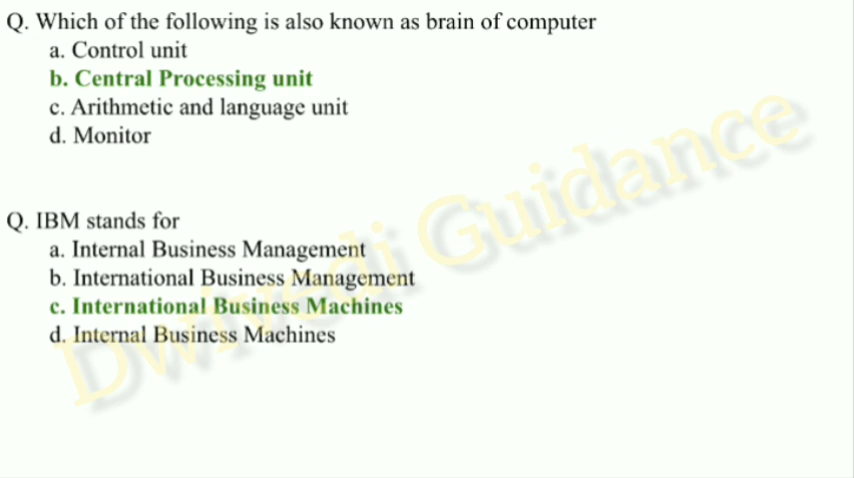 Q. Which of the following is also known as brain of computer
a. Control unit
b. Central Processing unit
c. Arithmetic and language unit
d. Monitor
Q. IBM stands for
a. Internal Business Management
b. International Business Management
c. International Business Machines
d. Internal Business Machines
Dwivedi Guidance